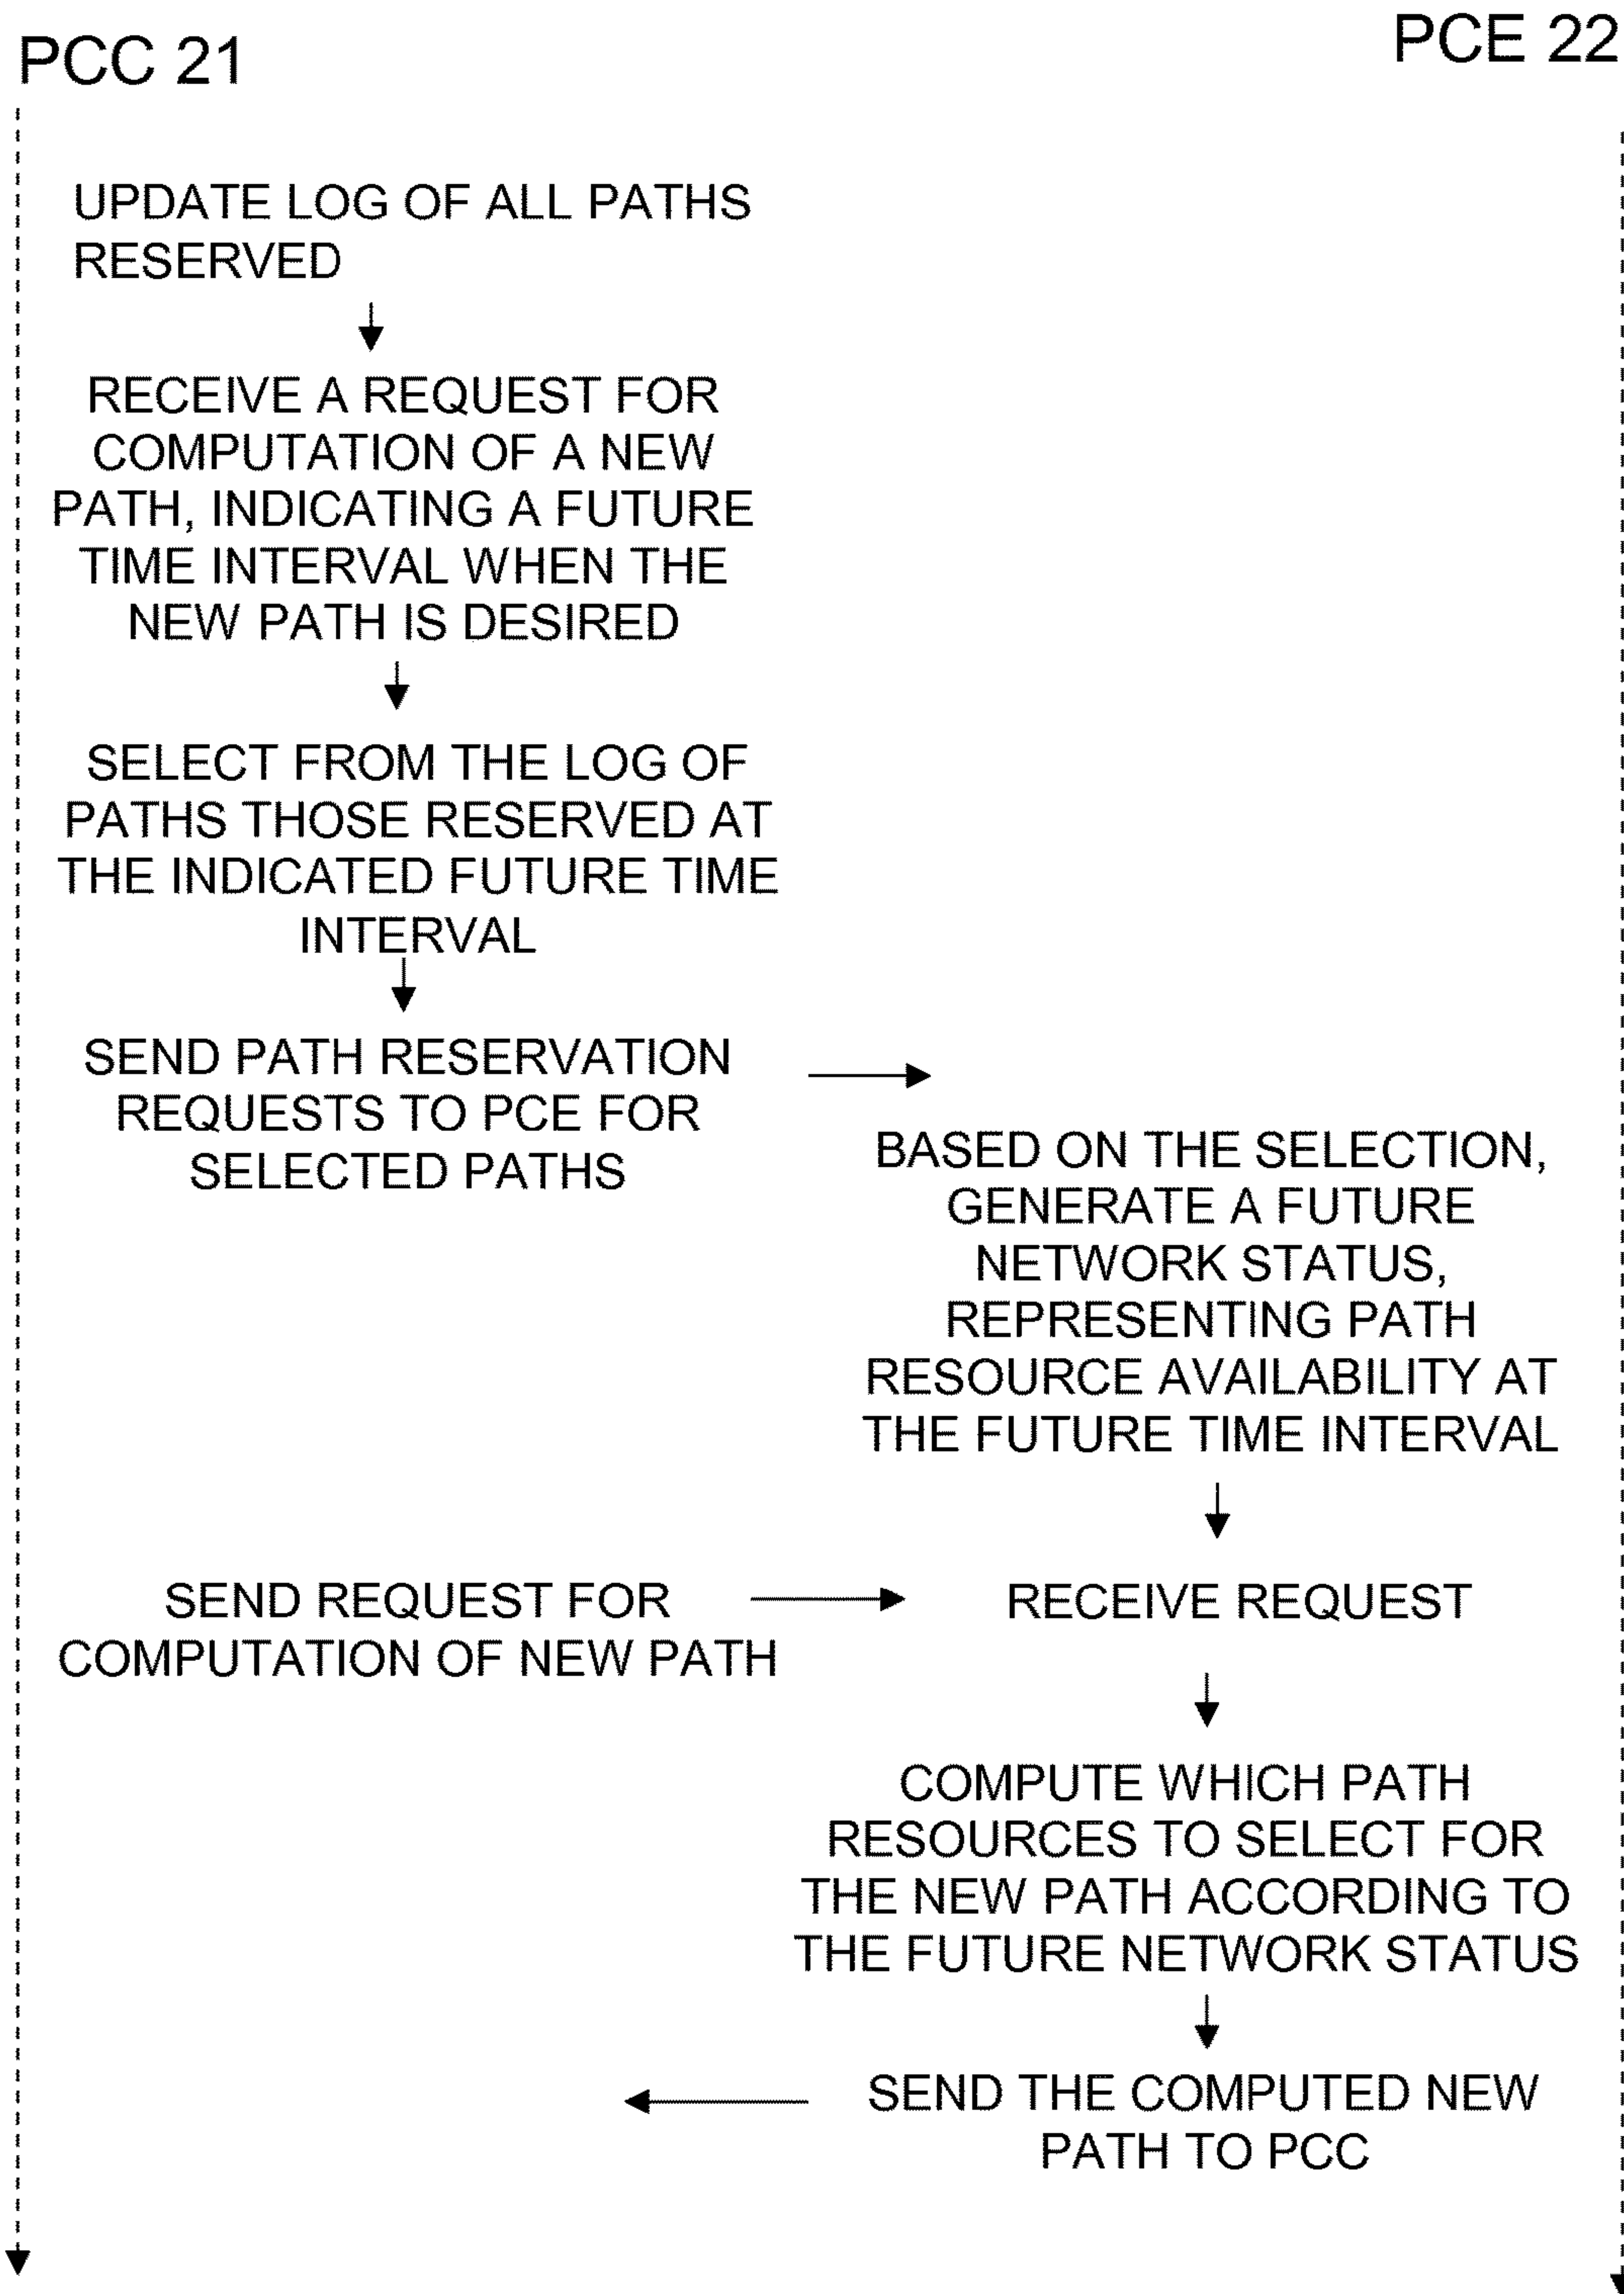 PCC 21
PCE 22
UPDATE LOG OF ALL PATHS
RESERVED
RECEIVE A REQUEST FOR
COMPUTATION OF A NEW
PATH, INDICATING A FUTURE
TIME INTERVAL WHEN THE
NEW PATH IS DESIRED
SELECT FROM THE LOG OF
PATHS THOSE RESERVED AT
THE INDICATED FUTURE TIME
INTERVAL
SEND PATH RESERVATION
REQUESTS TO PCE FOR
SELECTED PATHS
BASED ON THE SELECTION,
GENERATE A FUTURE
NETWORK STATUS,
REPRESENTING PATH
RESOURCE AVAILABILITY AT
THE FUTURE TIME INTERVAL
SEND REQUEST FOR
COMPUTATION OF NEW PATH
RECEIVE REQUEST
COMPUTE WHICH PATH
RESOURCES TO SELECT FOR
THE NEW PATH ACCORDING TO
THE FUTURE NETWORK STATUS
SEND THE COMPUTED NEW
PATH TO PCC